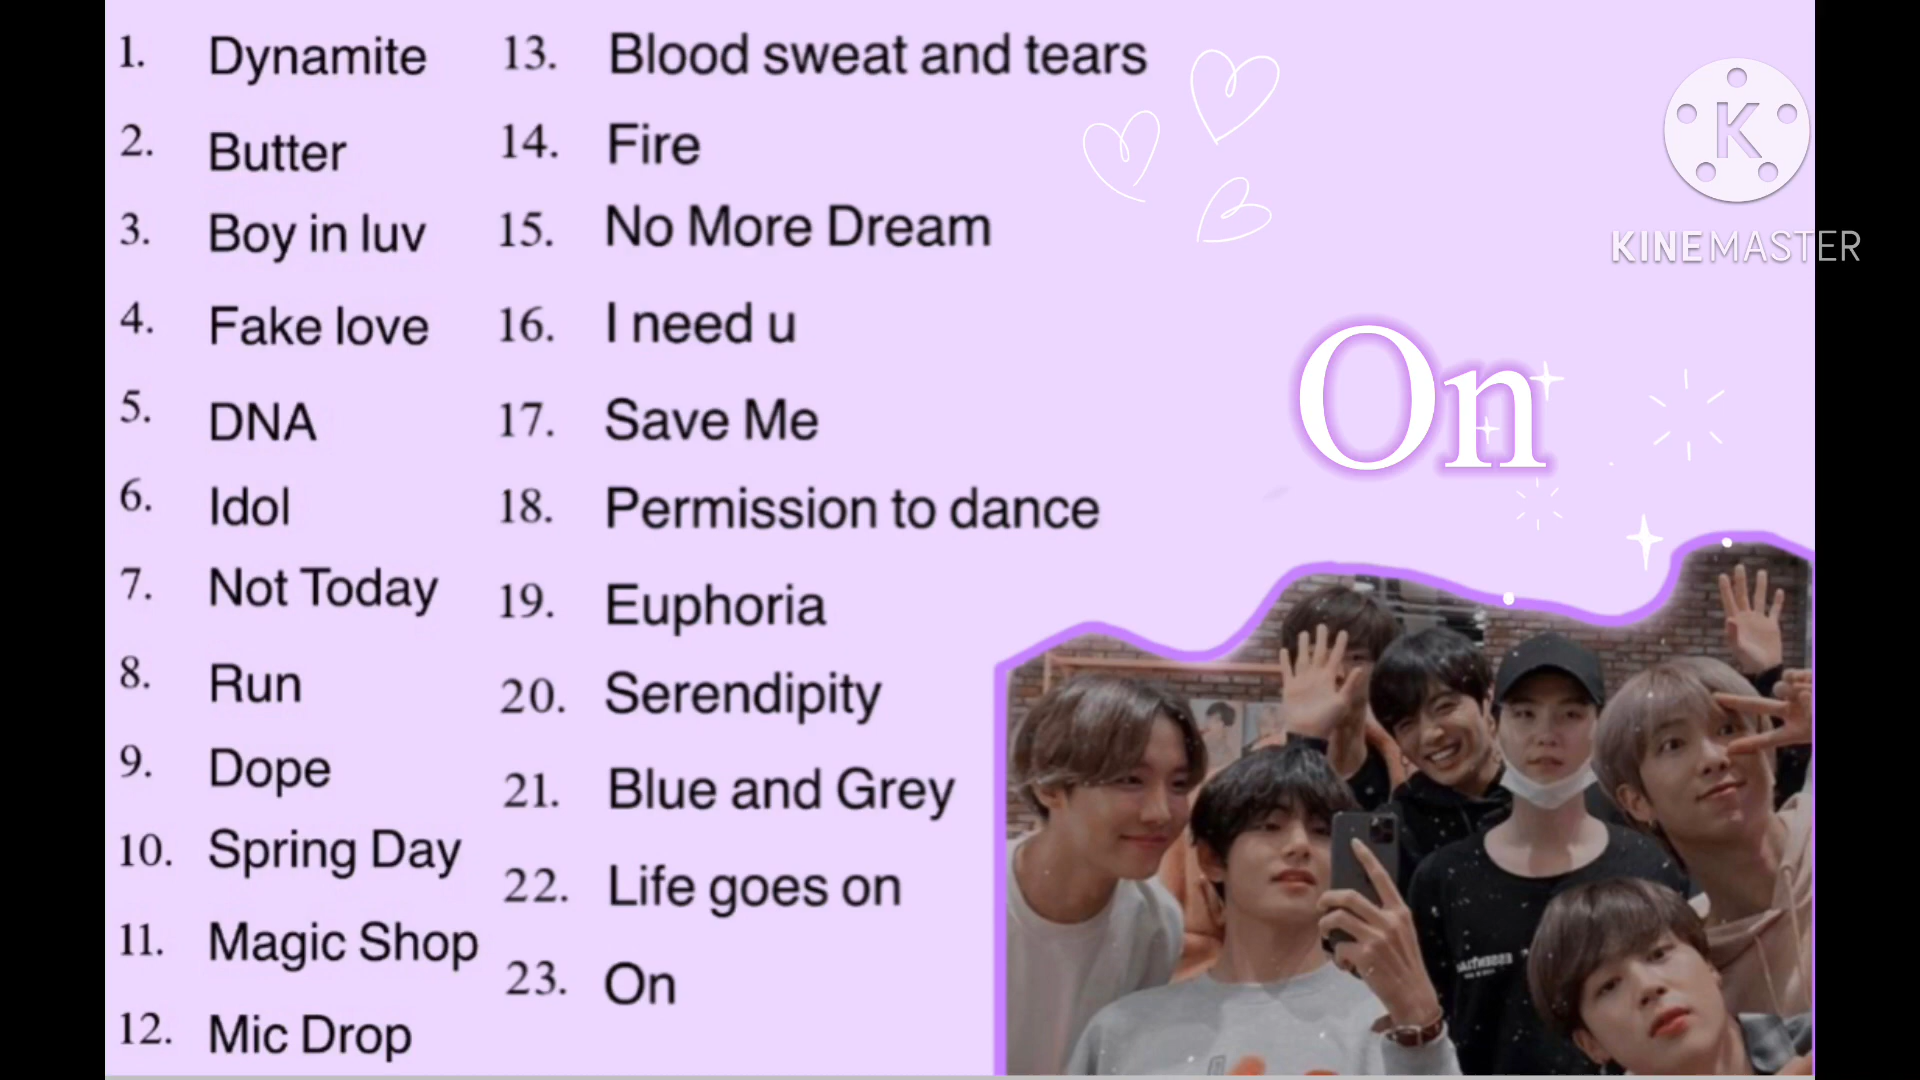 1. Dynamite
2. Butter
3. Boy in luv
4. Fake love
5. DNA
6. Idol
7. Not Today
8. Run
9. Dope
10. Spring Day
11. Magic Shop
12. Mic Drop
13. Blood sweat and tears
14. Fire
15. No More Dream
16. I need u
17. Save Me
18. Permission to dance
19. Euphoria
20. Serendipity
21. Blue and Grey
22. Life goes on
23. On
K
KINEMASTER
On